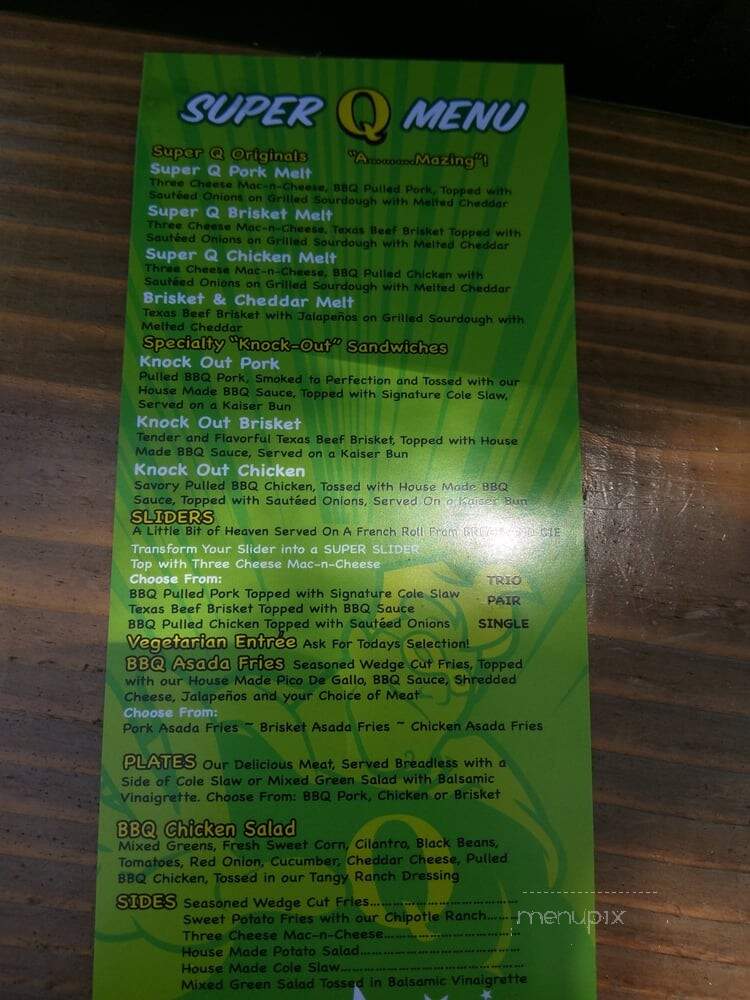 SUPER Q MENU
Super Q Originals "A.........Mazing"!
Super Q Pork Melt
Three Cheese Mac-n-Cheese, BBQ Pulled Pork, Topped with
Sautéed Onions on Grilled Sourdough with Melted Cheddar
Super Q Brisket Melt
Three Cheese Mac-n-Cheese, Texas Beef Brisket Topped with
Sautéed Onions on Grilled Sourdough with Melted Cheddar
Super Q Chicken Melt
Three Cheese Mac-n-Cheese, BBQ Pulled Chicken with
Sautéed Onions on Grilled Sourdough with Melted Cheddar
Brisket & Cheddar Melt
Texas Beef Brisket with Jalapeños on Grilled Sourdough with
Melted Cheddar
Specialty "Knock-Out" Sandwiches
Knock Out Pork
Pulled BBQ Pork, Smoked to Perfection and Tossed with our
House Made BBQ Sauce, Topped with Signature Cole Slaw,
Served on a Kaiser Bun
Knock Out Brisket
Tender and Flavorful Texas Beef Brisket, Topped with House
Made BBQ Sauce, Served on a Kaiser Bun
Knock Out Chicken
Savory Pulled BBQ Chicken, Tossed with House Made BBQ
Sauce, Topped with Sautéed Onions, Served On a Kaiser Bun
SLIDERS
A Little Bit of Heaven Served On A French Roll From
Transform Your Slider into a SUPER SLIDER
Top with Three Cheese Mac-n-Cheese
Choose From: TRIO
BBQ Pulled Pork Topped with Signature Cole Slaw PAIR
Texas Beef Brisket Topped with BBQ Sauce
BBQ Pulled Chicken Topped with Sautéed Onions SINGLE
Vegetarian Entrée Ask For Todays Selection!
BBQ Asada Fries Seasoned Wedge Cut Fries, Topped
with our House Made Pico De Gallo, BBQ Sauce, Shredded
Cheese, Jalapeños and your Choice of Meat
Choose From:
Pork Asada Fries ~ Brisket Asada Fries ~ Chicken Asada Fries
PLATES Our Delicious Meat, Served Breadless with a
Side of Cole Slaw or Mixed Green Salad with Balsamic
Vinaigrette. Choose From: BBQ Pork, Chicken or Brisket
BBQ Chicken Salad
Mixed Greens, Fresh Sweet Corn, Cilantro, Black Beans,
Tomatoes, Red Onion, Cucumber, Cheddar Cheese, Pulled
BBQ Chicken, Tossed in our Tangy Ranch Dressing
SIDES Seasoned Wedge Cut Fries..............................
Sweet Potato Fries with our Chipotle Ranch......
Three Cheese Mac-n-Cheese..........................
House Made Potato Salad..............................
House Made Cole Slaw.................................
Mixed Green Salad Tossed in Balsamic Vinaigrette
menupix